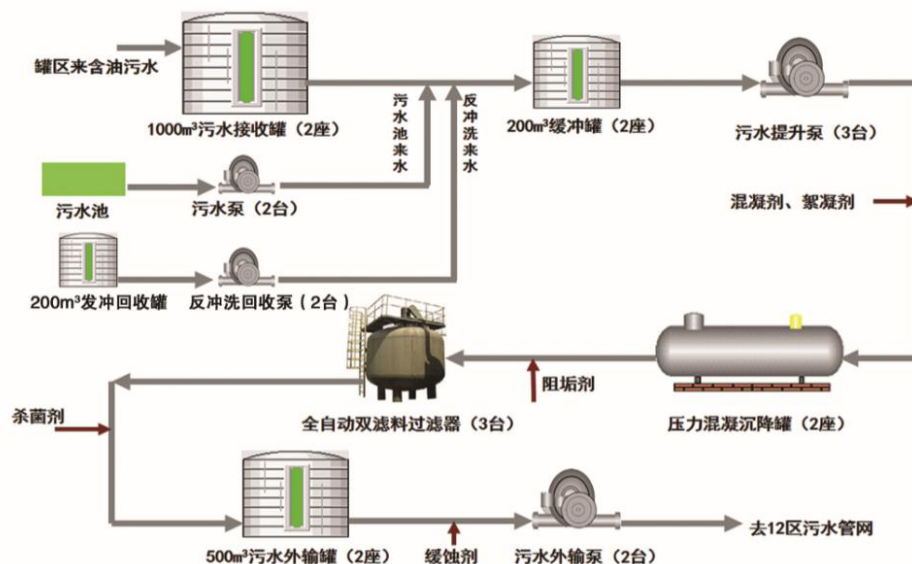 罐区来含油污水
1000m³污水接收罐（2座）
污水池来水
反冲洗来水
200m³缓冲罐（2座）
污水提升泵（3台）
污水池
污水泵（2台）
混凝剂、絮凝剂
200m³发冲回收罐
反冲洗回收泵（2台）
阻垢剂
杀菌剂
全自动双滤料过滤器（3台）
压力混凝沉降罐（2座）
500m³污水外输罐（2座）
缓蚀剂
污水外输泵（2台）
去12区污水管网